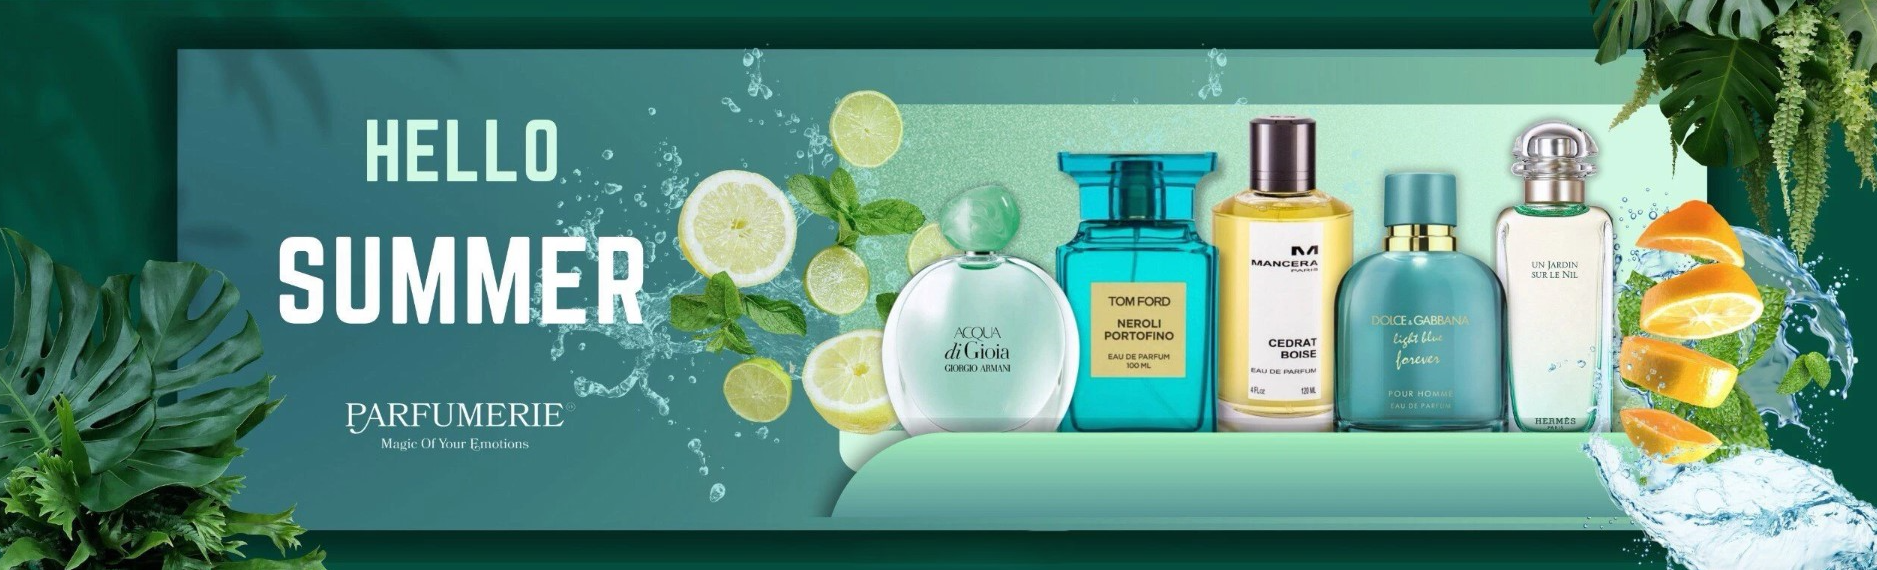 HELLO
SUMMER
PARFUMERIE
Magic Of Your Emotions
ACQUA
di Gioia
GIORGIO ARMANI
TOM FORD
NEROLI
PORTOFINO
EAU DE PARFUM
100 ML
M
MANCERA
PARIS
CEDRAT
BOISE
EAU DE PARFUM
4 Fl.oz 120 ML
DOLCE & GABBANA
light blue
forever
POUR HOMME
EAU DE PARFUM
UN JARDIN
SUR LE NIL
HERMÈS